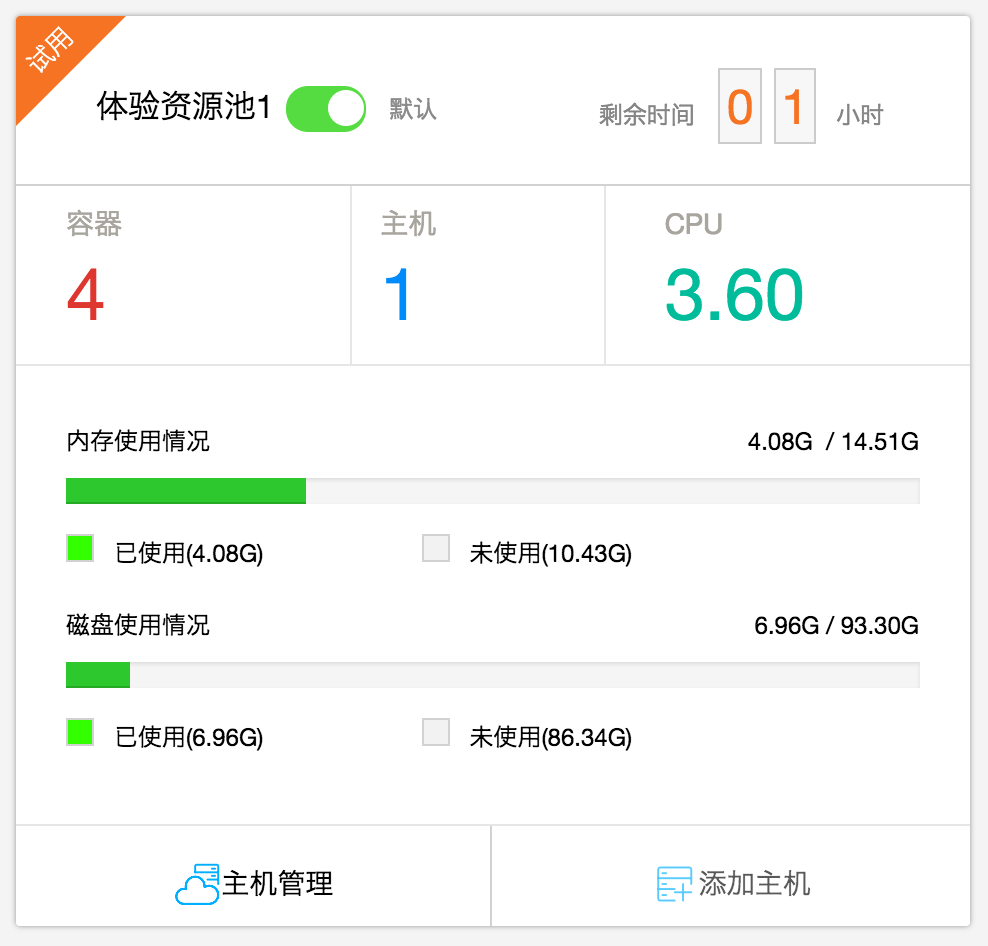 试用
体验资源池1 默认 剩余时间 0 1 小时
容器 主机 CPU
4 1 3.60
内存使用情况 4.08G / 14.51G
已使用(4.08G) 未使用(10.43G)
磁盘使用情况 6.96G / 93.30G
已使用(6.96G) 未使用(86.34G)
主机管理 添加主机